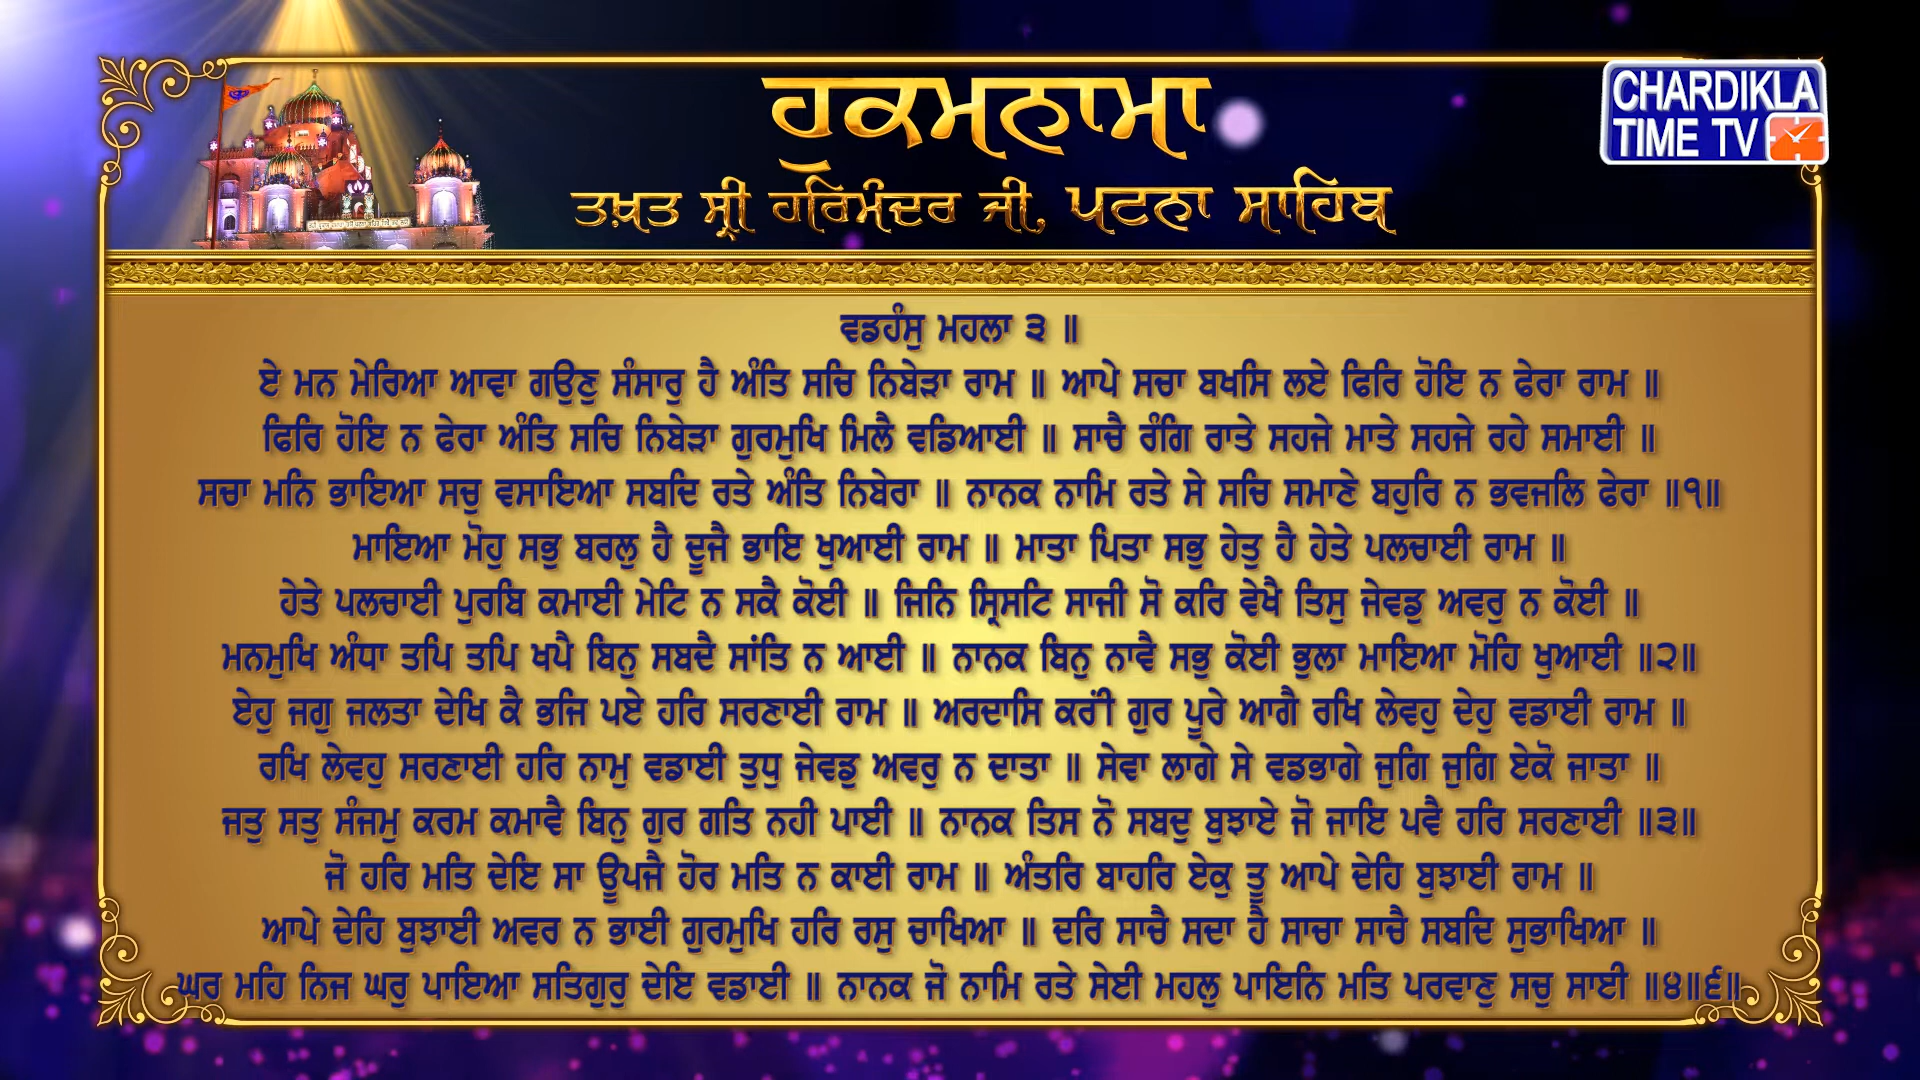 ਹੁਕਮਨਾਮਾ
CHARDIKLA
TIME TV
ਤਖ਼ਤ ਸ੍ਰੀ ਹਰਿਮੰਦਰ ਜੀ, ਪਟਨਾ ਸਾਹਿਬ
ਵਡਹੰਸੁ ਮਹਲਾ ੩ ॥
ਏ ਮਨ ਮੇਰਿਆ ਆਵਾ ਗਉਣੁ ਸੰਸਾਰੁ ਹੈ ਅੰਤਿ ਸਚਿ ਨਿਬੇੜਾ ਰਾਮ ॥ ਆਪੇ ਸਚਾ ਬਖਸਿ ਲਏ ਫਿਰਿ ਹੋਇ ਨ ਫੇਰਾ ਰਾਮ ॥
ਫਿਰਿ ਹੋਇ ਨ ਫੇਰਾ ਅੰਤਿ ਸਚਿ ਨਿਬੇੜਾ ਗੁਰਮੁਖਿ ਮਿਲੈ ਵਡਿਆਈ ॥ ਸਾਚੈ ਰੰਗਿ ਰਾਤੇ ਸਹਜੇ ਮਾਤੇ ਸਹਜੇ ਰਹੇ ਸਮਾਈ ॥
ਸਚਾ ਮਨਿ ਭਾਇਆ ਸਚੁ ਵਸਾਇਆ ਸਬਦਿ ਰਤੇ ਅੰਤਿ ਨਿਬੇਰਾ ॥ ਨਾਨਕ ਨਾਮਿ ਰਤੇ ਸੇ ਸਚਿ ਸਮਾਣੇ ਬਹੁਰਿ ਨ ਭਵਜਲਿ ਫੇਰਾ ॥੧॥
ਮਾਇਆ ਮੋਹੁ ਸਭੁ ਬਰਲੁ ਹੈ ਦੂਜੈ ਭਾਇ ਖੁਆਈ ਰਾਮ ॥ ਮਾਤਾ ਪਿਤਾ ਸਭੁ ਹੇਤੁ ਹੈ ਹੇਤੇ ਪਲਚਾਈ ਰਾਮ ॥
ਹੇਤੇ ਪਲਚਾਈ ਪੁਰਬਿ ਕਮਾਈ ਮੇਟਿ ਨ ਸਕੈ ਕੋਈ ॥ ਜਿਨਿ ਸ੍ਰਿਸਟਿ ਸਾਜੀ ਸੋ ਕਰਿ ਵੇਖੈ ਤਿਸੁ ਜੇਵਡੁ ਅਵਰੁ ਨ ਕੋਈ ॥
ਮਨਮੁਖਿ ਅੰਧਾ ਤਪਿ ਤਪਿ ਖਪੈ ਬਿਨੁ ਸਬਦੈ ਸਾਂਤਿ ਨ ਆਈ ॥ ਨਾਨਕ ਬਿਨੁ ਨਾਵੈ ਸਭੁ ਕੋਈ ਭੁਲਾ ਮਾਇਆ ਮੋਹਿ ਖੁਆਈ ॥੨॥
ਏਹੁ ਜਗੁ ਜਲਤਾ ਦੇਖਿ ਕੈ ਭਜਿ ਪਏ ਹਰਿ ਸਰਣਾਈ ਰਾਮ ॥ ਅਰਦਾਸਿ ਕਰੀਂ ਗੁਰ ਪੂਰੇ ਆਗੈ ਰਖਿ ਲੇਵਹੁ ਦੇਹੁ ਵਡਾਈ ਰਾਮ ॥
ਰਖਿ ਲੇਵਹੁ ਸਰਣਾਈ ਹਰਿ ਨਾਮੁ ਵਡਾਈ ਤੁਧੁ ਜੇਵਡੁ ਅਵਰੁ ਨ ਦਾਤਾ ॥ ਸੇਵਾ ਲਾਗੇ ਸੇ ਵਡਭਾਗੇ ਜੁਗਿ ਜੁਗਿ ਏਕੋ ਜਾਤਾ ॥
ਜਤੁ ਸਤੁ ਸੰਜਮੁ ਕਰਮ ਕਮਾਵੈ ਬਿਨੁ ਗੁਰ ਗਤਿ ਨਹੀ ਪਾਈ ॥ ਨਾਨਕ ਤਿਸ ਨੋ ਸਬਦੁ ਬੁਝਾਏ ਜੋ ਜਾਇ ਪਵੈ ਹਰਿ ਸਰਣਾਈ ॥੩॥
ਜੋ ਹਰਿ ਮਤਿ ਦੇਇ ਸਾ ਊਪਜੈ ਹੋਰ ਮਤਿ ਨ ਕਾਈ ਰਾਮ ॥ ਅੰਤਰਿ ਬਾਹਰਿ ਏਕੁ ਤੂ ਆਪੇ ਦੇਹਿ ਬੁਝਾਈ ਰਾਮ ॥
ਆਪੇ ਦੇਹਿ ਬੁਝਾਈ ਅਵਰ ਨ ਭਾਈ ਗੁਰਮੁਖਿ ਹਰਿ ਰਸੁ ਚਾਖਿਆ ॥ ਦਰਿ ਸਾਚੈ ਸਦਾ ਹੈ ਸਾਚਾ ਸਾਚੈ ਸਬਦਿ ਸੁਭਾਖਿਆ ॥
ਘਰ ਮਹਿ ਨਿਜ ਘਰੁ ਪਾਇਆ ਸਤਿਗੁਰੁ ਦੇਇ ਵਡਾਈ ॥ ਨਾਨਕ ਜੋ ਨਾਮਿ ਰਤੇ ਸੇਈ ਮਹਲੁ ਪਾਇਨਿ ਮਤਿ ਪਰਵਾਣੁ ਸਚੁ ਸਾਈ ॥੪॥੬॥